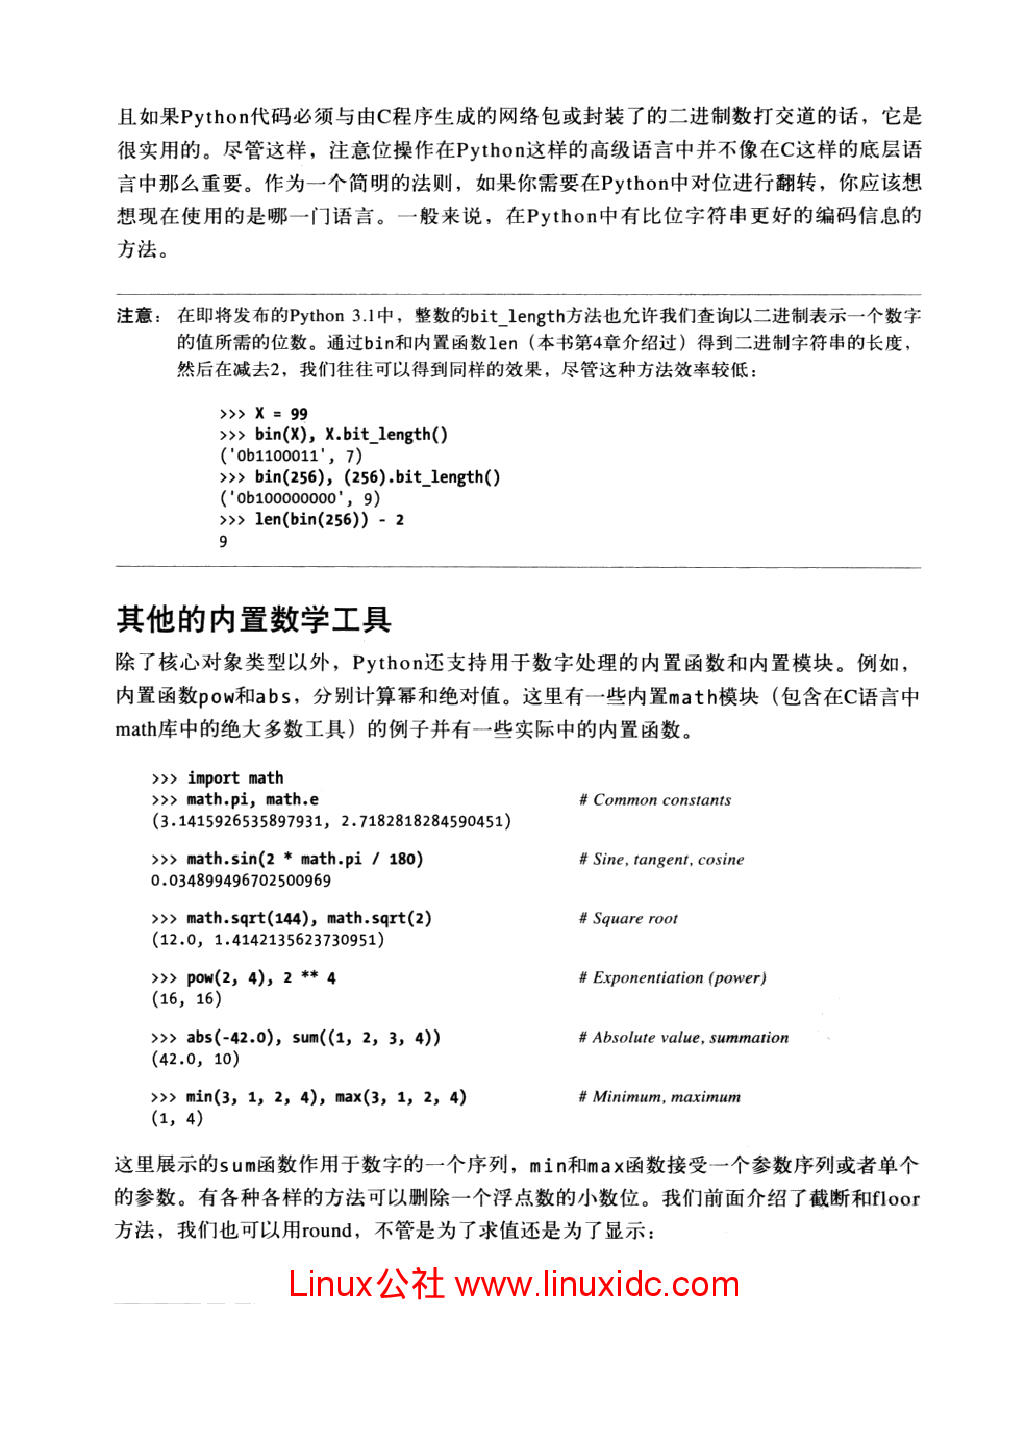 且如果Python代码必须与由C程序生成的网络包或封装了的二进制数打交道的话，它是
很实用的。尽管这样，注意位操作在Python这样的高级语言中并不像在C这样的底层语
言中那么重要。作为一个简明的法则，如果你需要在Python中对位进行翻转，你应该想
想现在使用的是哪一门语言。一般来说，在Python中有比位字符串更好的编码信息的
方法。
注意： 在即将发布的Python 3.1中，整数的bit_length方法也允许我们查询以二进制表示一个数字
的值所需的位数。通过bin和内置函数len（本书第4章介绍过）得到二进制字符串的长度，
然后在减去2，我们往往可以得到同样的效果，尽管这种方法效率较低：
>>> X = 99
>>> bin(X), X.bit_length()
('0b1100011', 7)
>>> bin(256), (256).bit_length()
('0b100000000', 9)
>>> len(bin(256)) - 2
9
其他的内置数学工具
除了核心对象类型以外，Python还支持用于数字处理的内置函数和内置模块。例如，
内置函数pow和abs，分别计算幂和绝对值。这里有一些内置math模块（包含在C语言中
math库中的绝大多数工具）的例子并有一些实际中的内置函数。
>>> import math
>>> math.pi, math.e # Common constants
(3.1415926535897931, 2.7182818284590451)
>>> math.sin(2 * math.pi / 180) # Sine, tangent, cosine
0.034899496702500969
>>> math.sqrt(144), math.sqrt(2) # Square root
(12.0, 1.4142135623730951)
>>> pow(2, 4), 2 ** 4 # Exponentiation (power)
(16, 16)
>>> abs(-42.0), sum((1, 2, 3, 4)) # Absolute value, summation
(42.0, 10)
>>> min(3, 1, 2, 4), max(3, 1, 2, 4) # Minimum, maximum
(1, 4)
这里展示的sum函数作用于数字的一个序列，min和max函数接受一个参数序列或者单个
的参数。有各种各样的方法可以删除一个浮点数的小数位。我们前面介绍了截断和floor
方法，我们也可以用round，不管是为了求值还是为了显示：
Linux公社 www.linuxidc.com